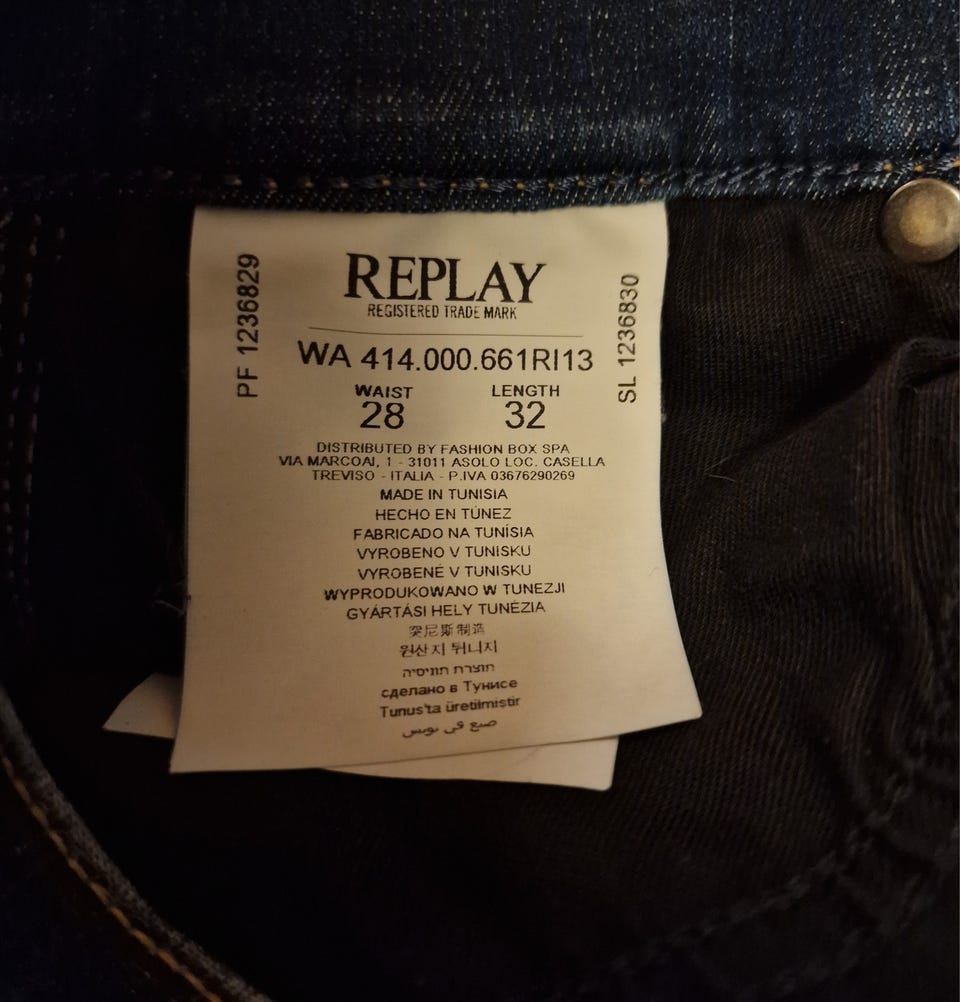 REPLAY
REGISTERED TRADE MARK
PF 1236829
SL 1236830
WA 414.000.661RI13
WAIST LENGTH
28 32
DISTRIBUTED BY FASHION BOX SPA
VIA MARCOAI, 1 - 31011 ASOLO LOC. CASELLA
TREVISO - ITALIA - P.IVA 03676290269
MADE IN TUNISIA
HECHO EN TÚNEZ
FABRICADO NA TUNÍSIA
VYROBENO V TUNISKU
VYROBENÉ V TUNISKU
WYPRODUKOWANO W TUNEZJI
GYÁRTÁSI HELY TUNÉZIA
突尼斯制造
원산지 튀니지
תוצרת תוניסיה
сделано в Тунисе
Tunus'ta üretilmistir
صنع في تونس